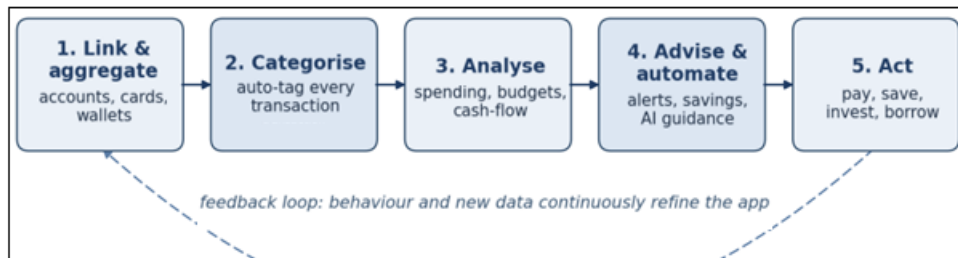 1. Link &
aggregate
accounts, cards,
wallets
2. Categorise
auto-tag every
transaction
3. Analyse
spending, budgets,
cash-flow
4. Advise &
automate
alerts, savings,
AI guidance
5. Act
pay, save,
invest, borrow
feedback loop: behaviour and new data continuously refine the app